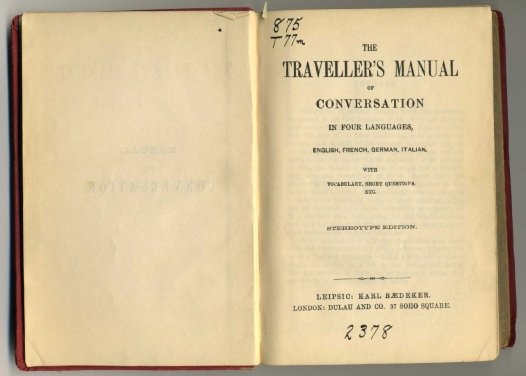 875
T77m
THE
TRAVELLER'S MANUAL
OF
CONVERSATION
IN FOUR LANGUAGES,
ENGLISH, FRENCH, GERMAN, ITALIAN.
WITH
VOCABULARY, SHORT QUESTIONS,
ETC.
STEREOTYPE EDITION.
LEIPSIC: KARL BÆDEKER.
LONDON: DULAU AND CO. 37 SOHO SQUARE.
2378